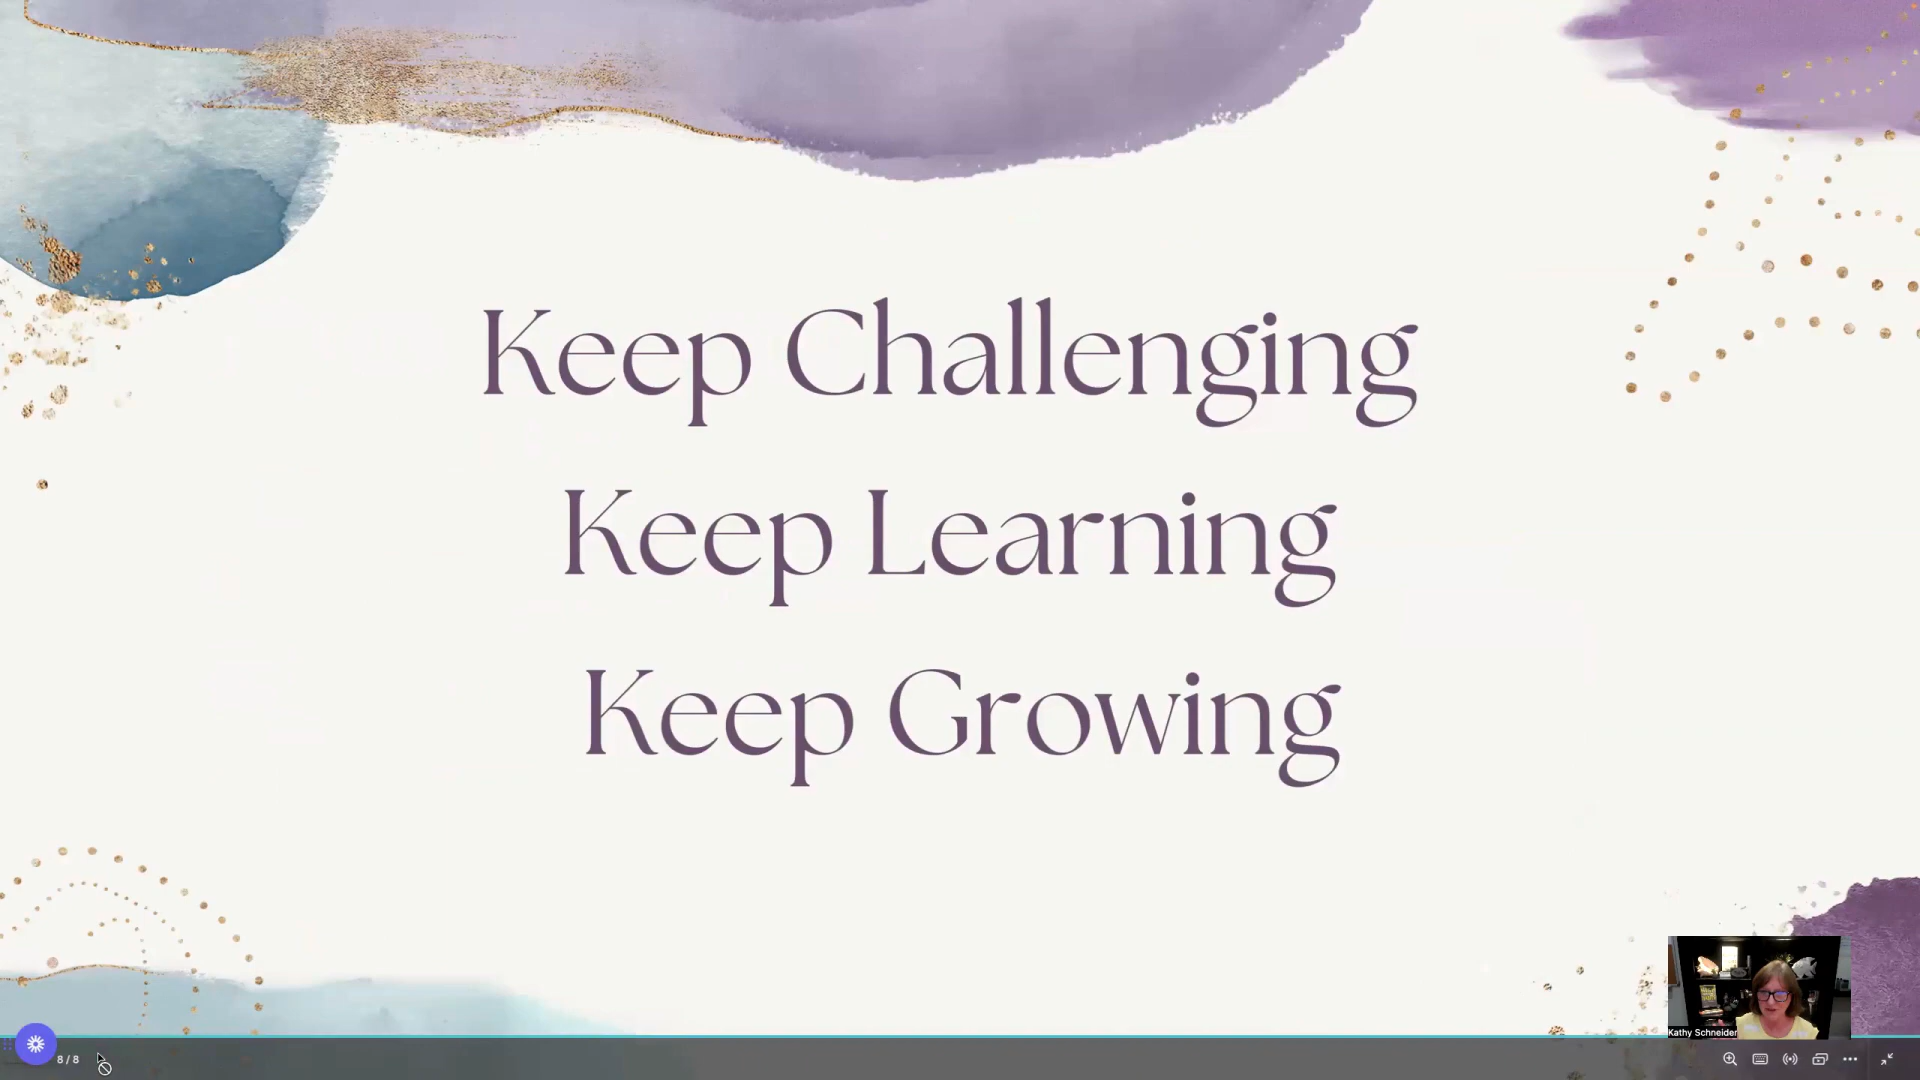 Keep Challenging
Keep Learning
Keep Growing
Kathy Schneider
8/8